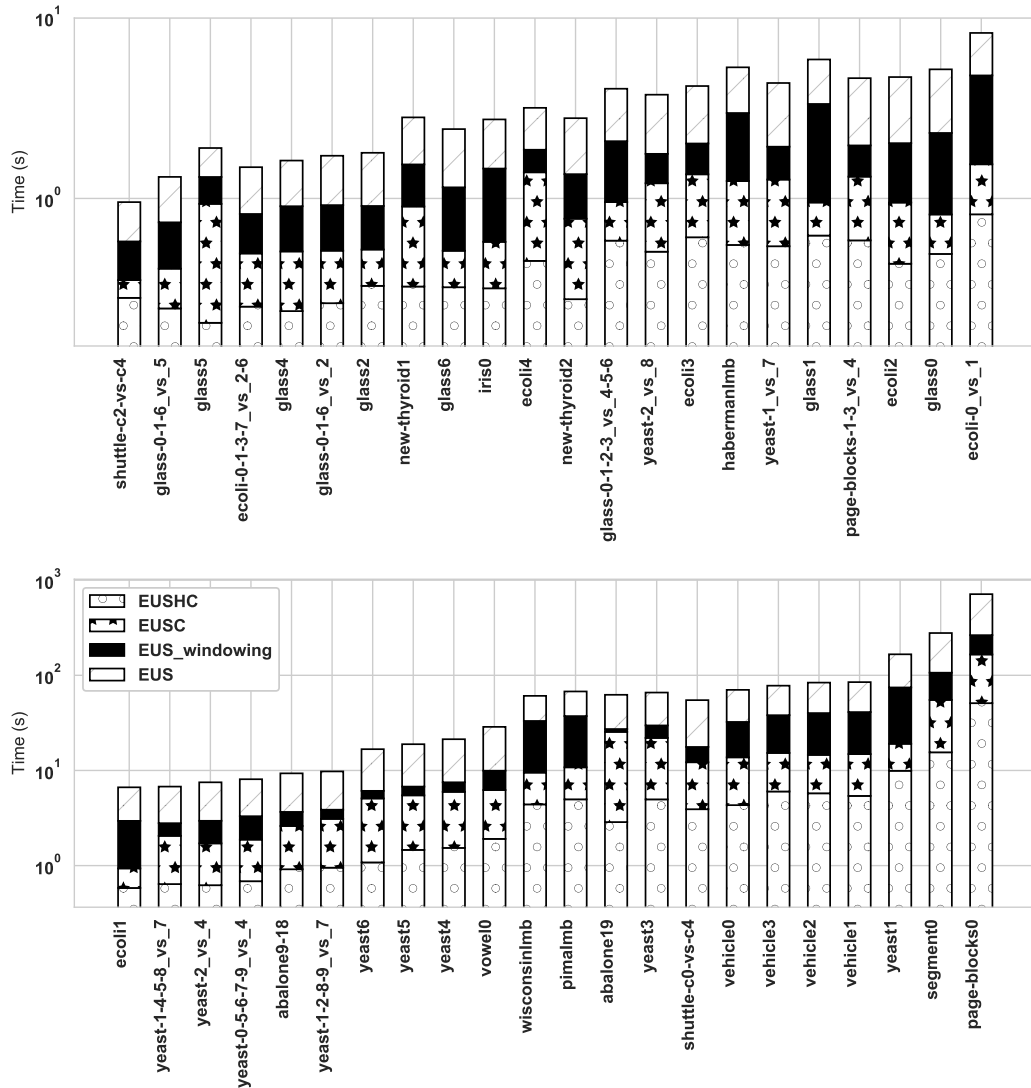 10^1
10^0
Time (s)
shuttle-c2-vs-c4
glass-0-1-6_vs_5
glass5
ecoli-0-1-3-7_vs_2-6
glass4
glass-0-1-6_vs_2
glass2
new-thyroid1
glass6
iris0
ecoli4
new-thyroid2
glass-0-1-2-3_vs_4-5-6
yeast-2_vs_8
ecoli3
habermanImb
yeast-1_vs_7
glass1
page-blocks-1-3_vs_4
ecoli2
glass0
ecoli-0_vs_1
10^3
10^2
10^1
10^0
Time (s)
EUSHC
EUSC
EUS_windowing
EUS
ecoli1
yeast-1-4-5-8_vs_7
yeast-2_vs_4
yeast-0-5-6-7-9_vs_4
abalone9-18
yeast-1-2-8-9_vs_7
yeast6
yeast5
yeast4
vowel0
wisconsinImb
pimaImb
abalone19
yeast3
shuttle-c0-vs-c4
vehicle0
vehicle3
vehicle2
vehicle1
yeast1
segment0
page-blocks0